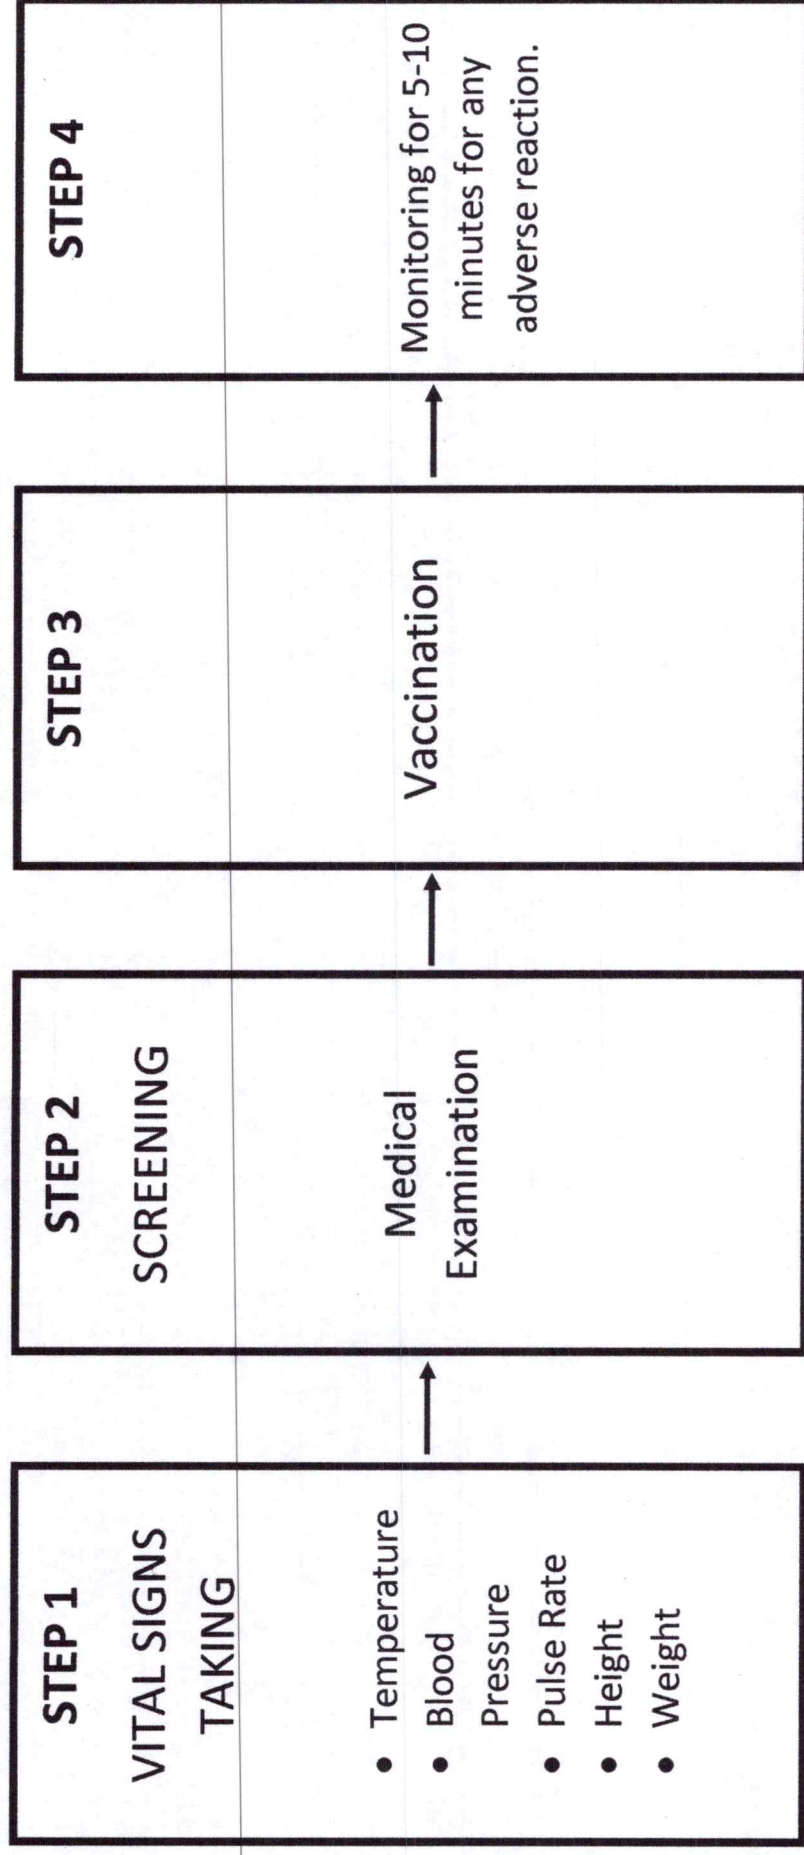 STEP 1
VITAL SIGNS
TAKING
• Temperature
• Blood
Pressure
• Pulse Rate
• Height
• Weight
STEP 2
SCREENING
Medical
Examination
STEP 3
Vaccination
STEP 4
Monitoring for 5-10
minutes for any
adverse reaction.